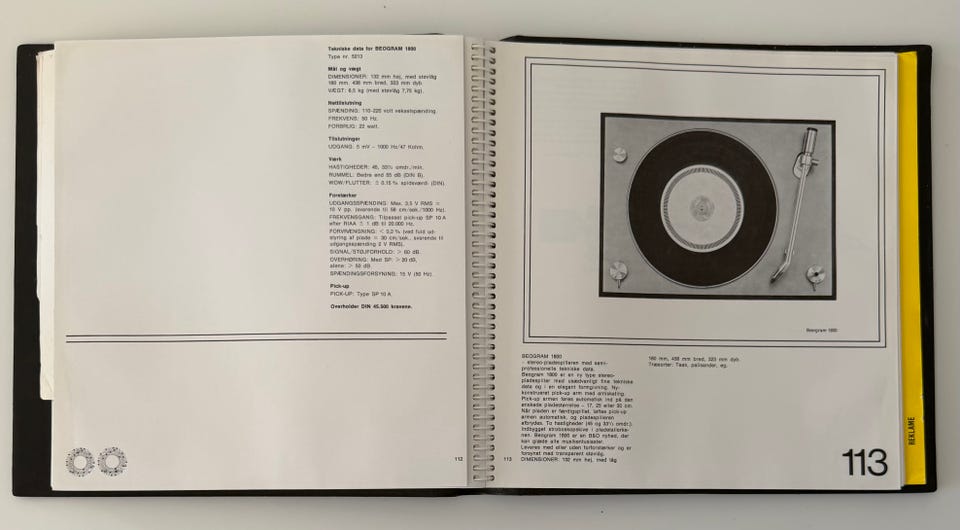 Tekniske data for BEOGRAM 1800
Type nr. 5213
Mål og vægt
DIMENSIONER: 132 mm høj, med støvlåg
160 mm, 438 mm bred, 323 mm dyb
VÆGT: 6,5 kg (med støvlåg 7,75 kg).
Nettilslutning
SPÆNDING: 110-220 volt vekselspænding.
FREKVENS: 50 Hz.
FORBRUG: 22 watt.
Tilslutninger
UDGANG: 5 mV – 1000 Hz/47 Kohm.
Værk
HASTIGHEDER: 45, 33⅓ omdr./min.
RUMMEL: Bedre end 55 dB (DIN B).
WOW/FLUTTER: ± 0,15 % spidsværdi- (DIN).
Forstærker
UDGANGSSPÆNDING: Max. 3,5 V RMS =
10 V pp. (svarende til 56 cm/sek./1000 Hz).
FREKVENSGANG: Tilpasset pick-up SP 10 A
efter RIAA ± 1 dB til 20.000 Hz.
FORVRÆNGNING: < 0,2 % (ved fuld ud-
styring af plade = 30 cm/sek., svarende til
udgangsspænding 2 V RMS).
SIGNAL/STØJFORHOLD: > 60 dB.
OVERHØRING: Med SP: > 20 dB,
alene: > 50 dB.
SPÆNDINGSFORSYNING: 15 V (50 Hz).
Pick-up
PICK-UP: Type SP 10 A
Overholder DIN 45.500 kravene.
112
Beogram 1800
BEOGRAM 1800
– stereo-pladespilleren med semi-
professionelle tekniske data.
Beogram 1800 er en ny type stereo-
pladespiller med usædvanligt fine tekniske
data og i en elegant formgivning. Ny-
konstrueret pick-up arm med antiskating.
Pick-up armen føres automatisk ind på den
ønskede pladestørrelse – 17, 25 eller 30 cm.
Når pladen er færdigspillet, løftes pick-up
armen automatisk, og pladespilleren
afbrydes. To hastigheder (45 og 33⅓ omdr.)
Indbygget stroboskopskive i pladetallerke-
nen. Beogram 1800 er en B&O nyhed, der
kan glæde alle musikentusiaster.
Leveres med eller uden forforstærker og er
forsynet med transparent støvlåg.
DIMENSIONER: 132 mm høj, med låg
160 mm, 438 mm bred, 323 mm dyb.
Træsorter: Teak, palisander, eg.
113
113
REKLAME